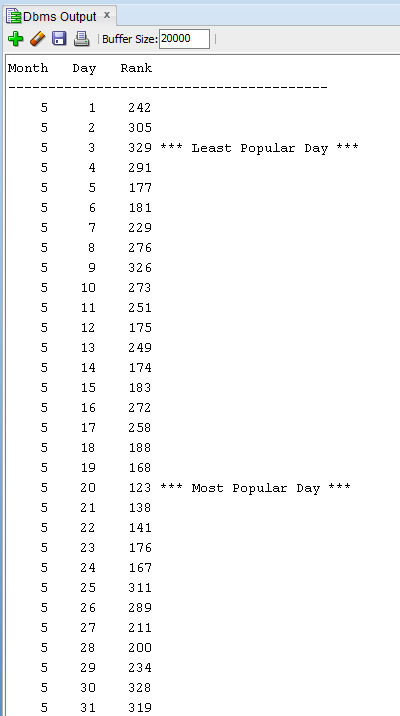 Dbms Output x
Buffer Size: 20000
Month Day Rank
----------------------------------------
5 1 242
5 2 305
5 3 329 *** Least Popular Day ***
5 4 291
5 5 177
5 6 181
5 7 229
5 8 276
5 9 326
5 10 273
5 11 251
5 12 175
5 13 249
5 14 174
5 15 183
5 16 272
5 17 258
5 18 188
5 19 168
5 20 123 *** Most Popular Day ***
5 21 138
5 22 141
5 23 176
5 24 167
5 25 311
5 26 289
5 27 211
5 28 200
5 29 234
5 30 328
5 31 319